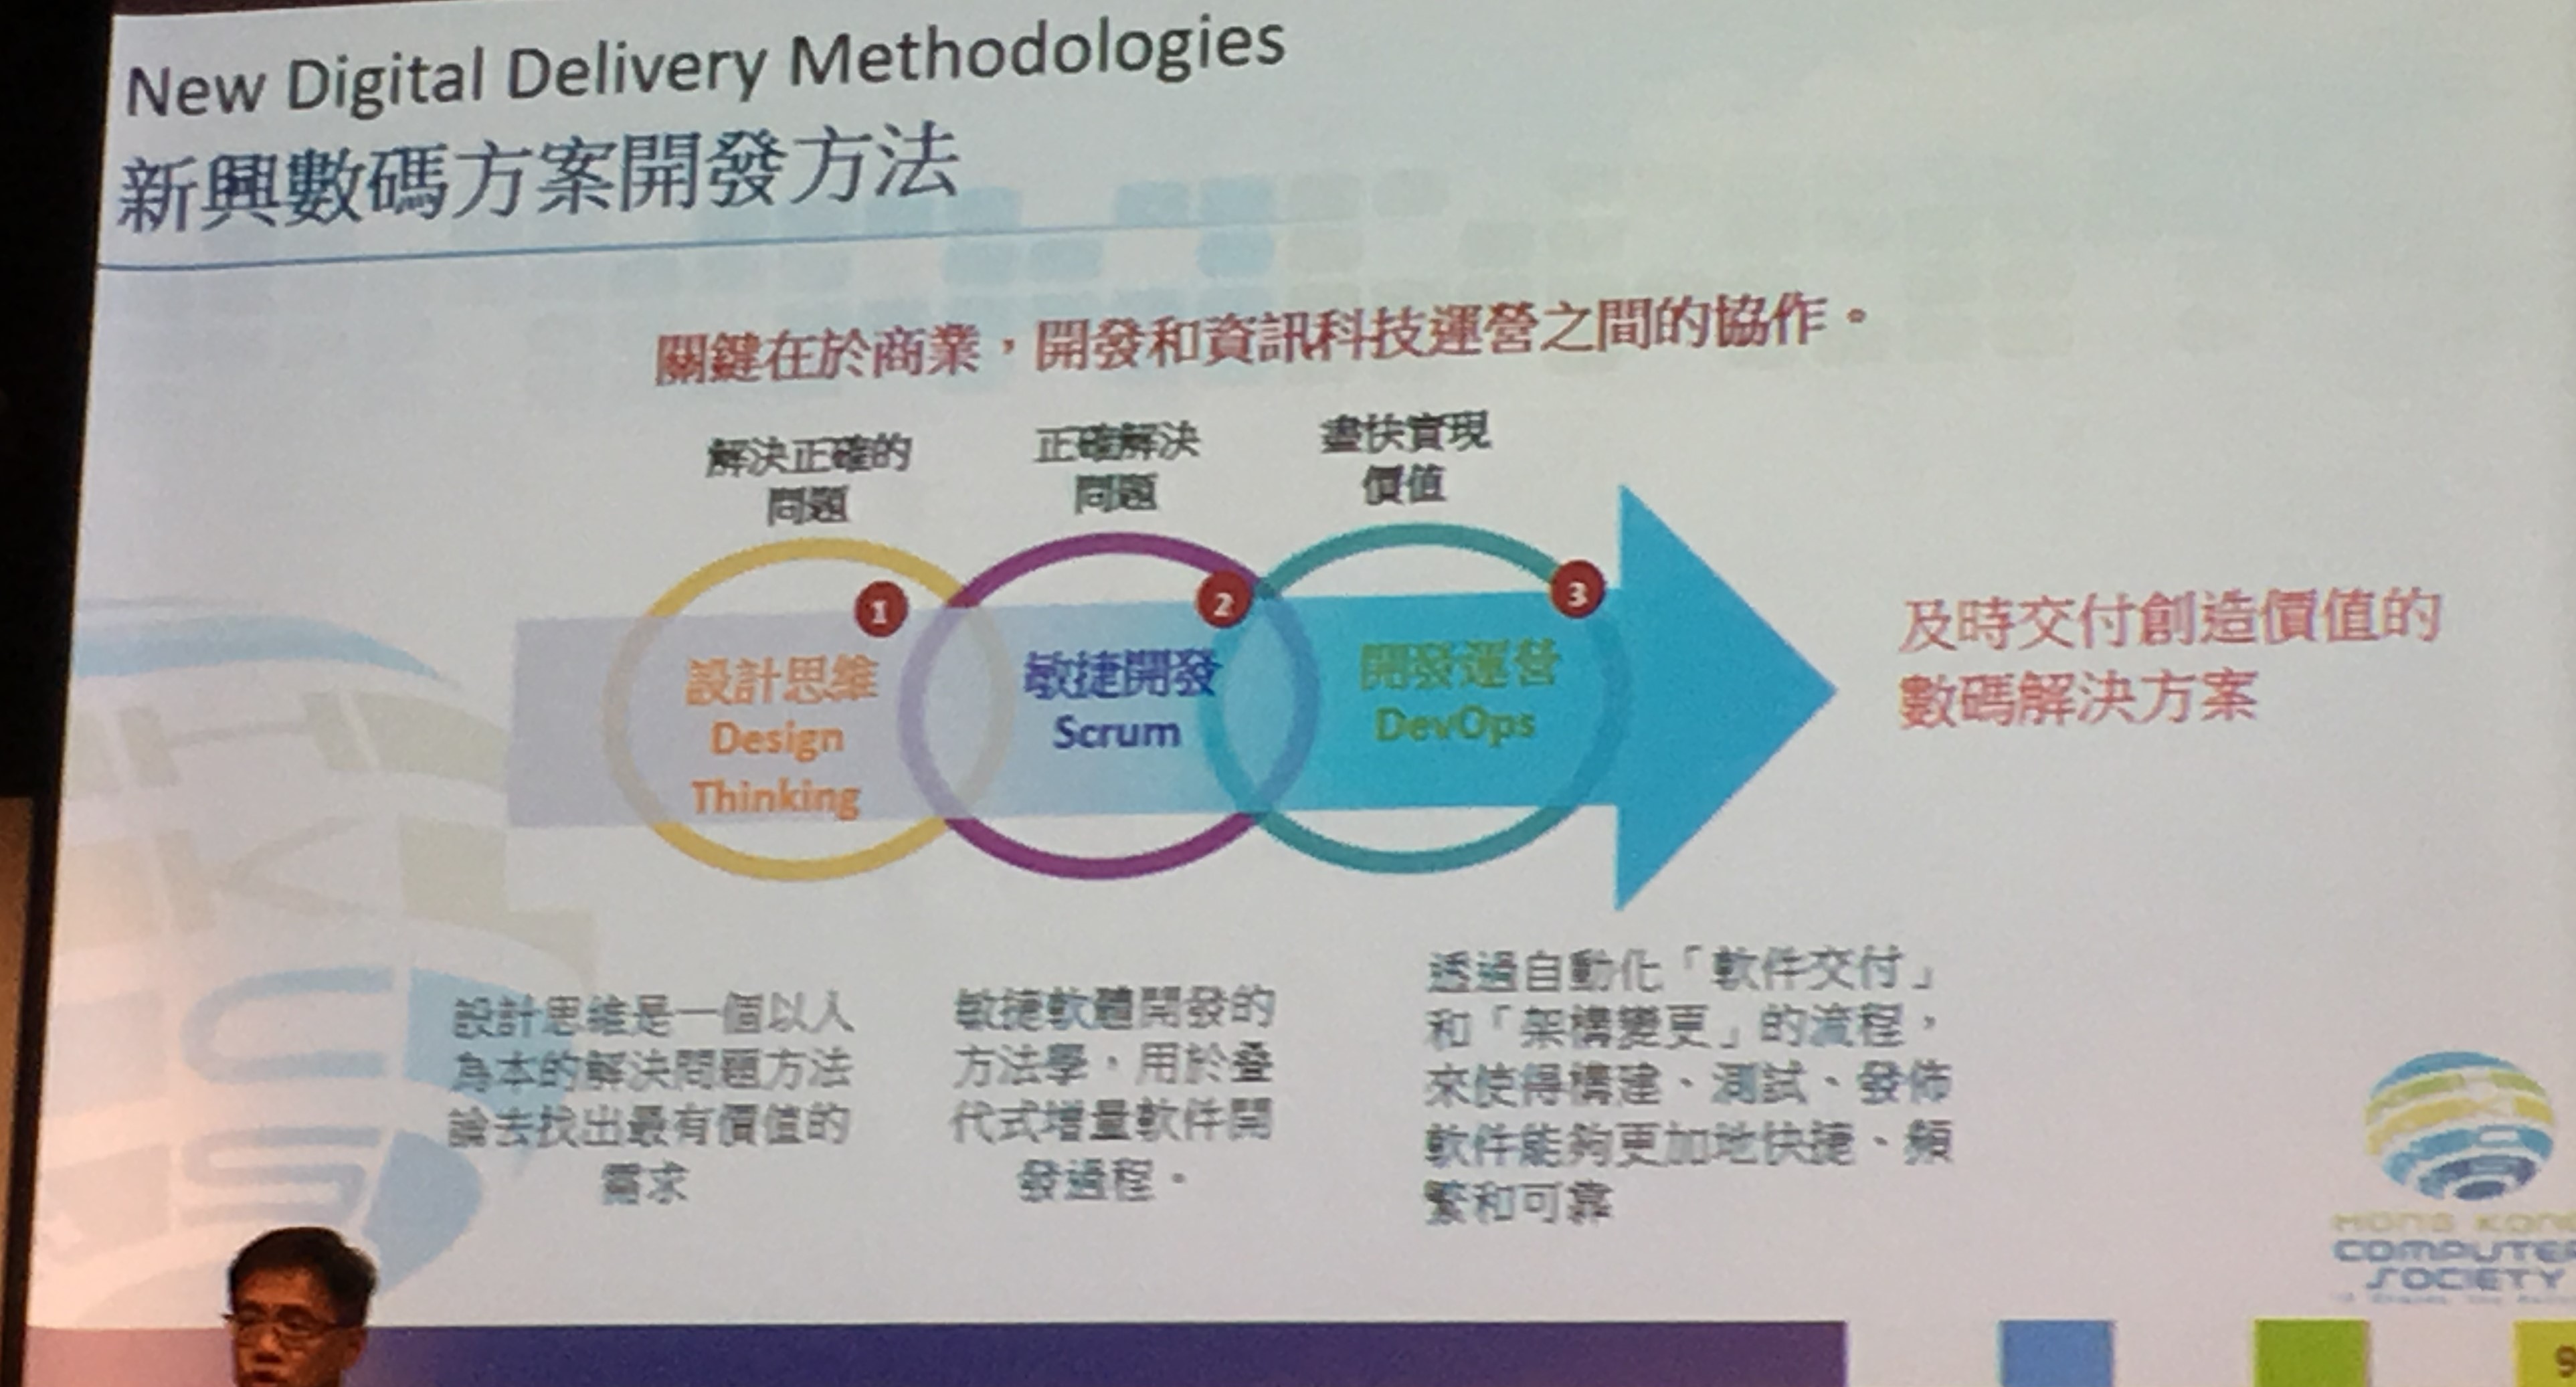 New Digital Delivery Methodologies
新興數碼方案開發方法
關鍵在於商業，開發和資訊科技運營之間的協作。
解決正確的
問題
正確解決
問題
盡快實現
價值
1
2
3
設計思維
Design
Thinking
敏捷開發
Scrum
開發運營
DevOps
及時交付創造價值的
數碼解決方案
設計思維是一個以人
為本的解決問題方法
論去找出最有價值的
需求
敏捷軟體開發的
方法學，用於叠
代式增量軟件開
發過程。
透過自動化「軟件交付」
和「架構變更」的流程，
來使得構建、測試、發佈
軟件能夠更加地快捷、頻
繁和可靠
HKCS
HONG KONG
COMPUTER
SOCIETY
9